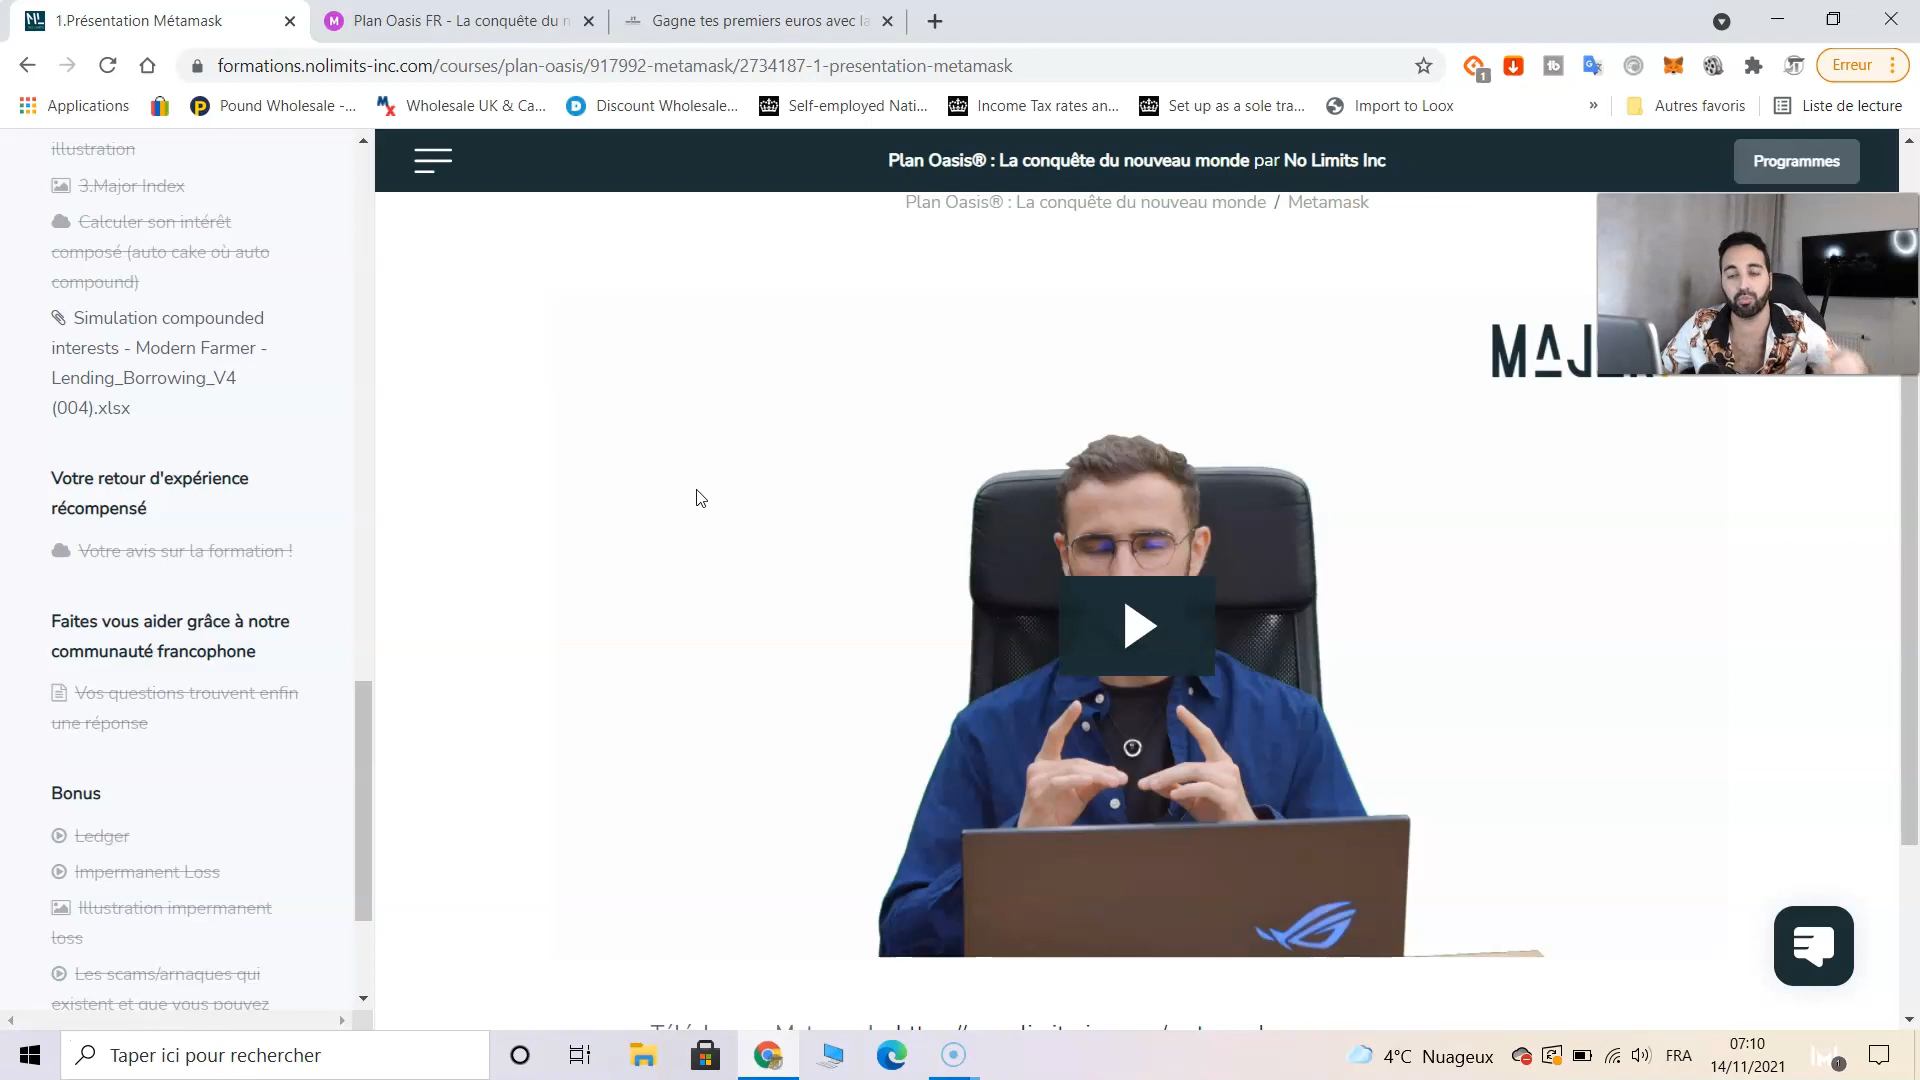 1.Présentation Métamask
Plan Oasis FR - La conquête du n
Gagne tes premiers euros avec la
formations.nolimits-inc.com/courses/plan-oasis/917992-metamask/2734187-1-presentation-metamask
1
Erreur
Applications
Pound Wholesale -...
Wholesale UK & Ca...
Discount Wholesale...
Self-employed Nati...
Income Tax rates an...
Set up as a sole tra...
Import to Loox
»
Autres favoris
Liste de lecture
illustration
3.Major Index
Calculer son intérêt
composé (auto cake où auto
compound)
Simulation compounded
interests - Modern Farmer -
Lending_Borrowing_V4
(004).xlsx
Votre retour d'expérience
récompensé
Votre avis sur la formation !
Faites vous aider grâce à notre
communauté francophone
Vos questions trouvent enfin
une réponse
Bonus
Ledger
Impermanent Loss
Illustration impermanent
loss
Les scams/arnaques qui
existent et que vous pouvez
Plan Oasis® : La conquête du nouveau monde par No Limits Inc
Programmes
Plan Oasis® : La conquête du nouveau monde / Metamask
Taper ici pour rechercher
4°C Nuageux
FRA
07:10
14/11/2021
1